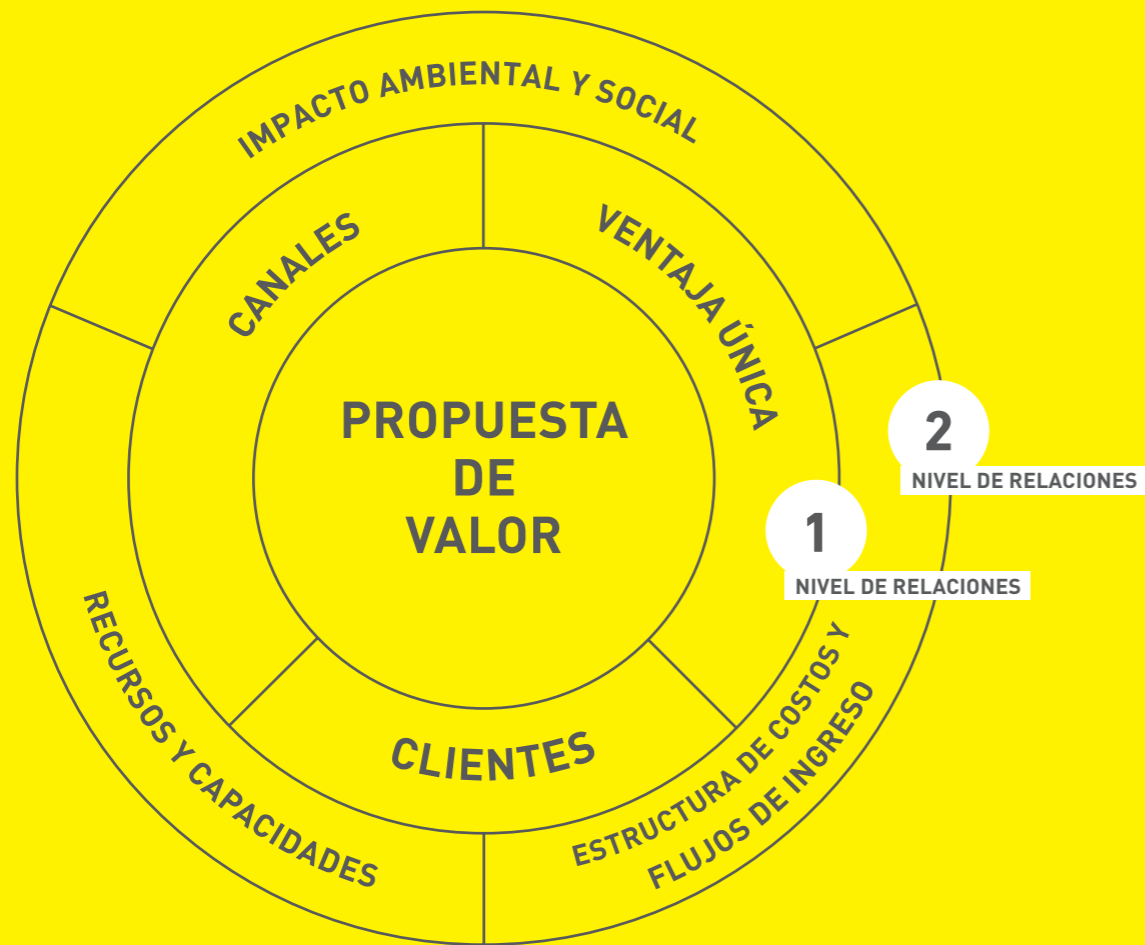 IMPACTO AMBIENTAL Y SOCIAL
CANALES
VENTAJA ÚNICA
PROPUESTA
DE
VALOR
2
NIVEL DE RELACIONES
1
NIVEL DE RELACIONES
RECURSOS Y CAPACIDADES
CLIENTES
ESTRUCTURA DE COSTOS Y
FLUJOS DE INGRESO